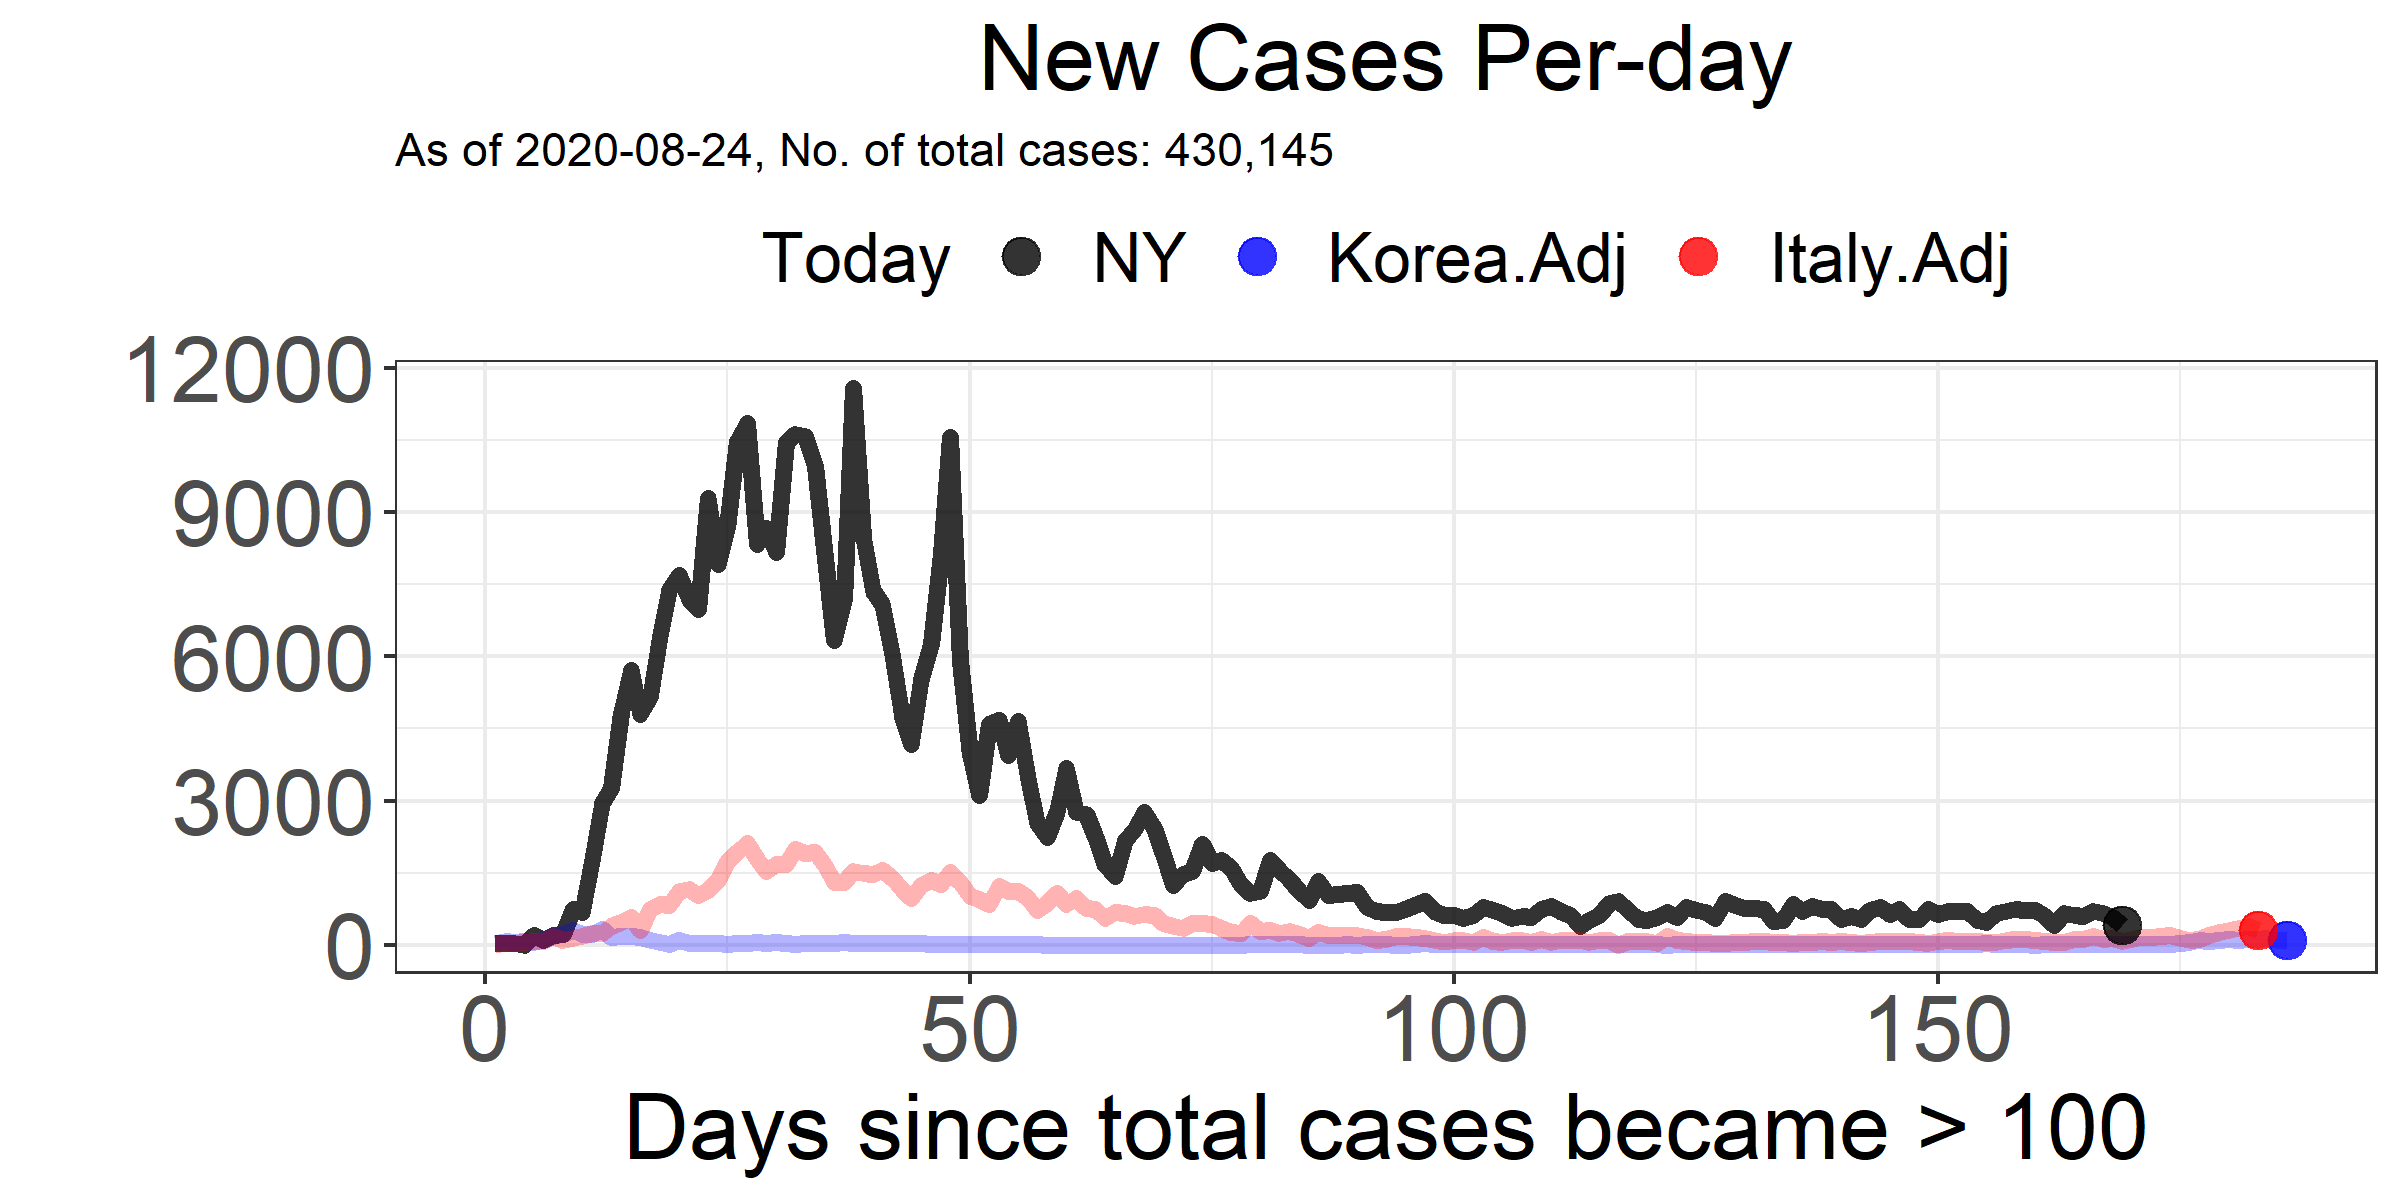 New Cases Per-day
As of 2020-08-24, No. of total cases: 430,145
Today NY Korea.Adj Italy.Adj
12000
9000
6000
3000
0
0 50 100 150
Days since total cases became > 100